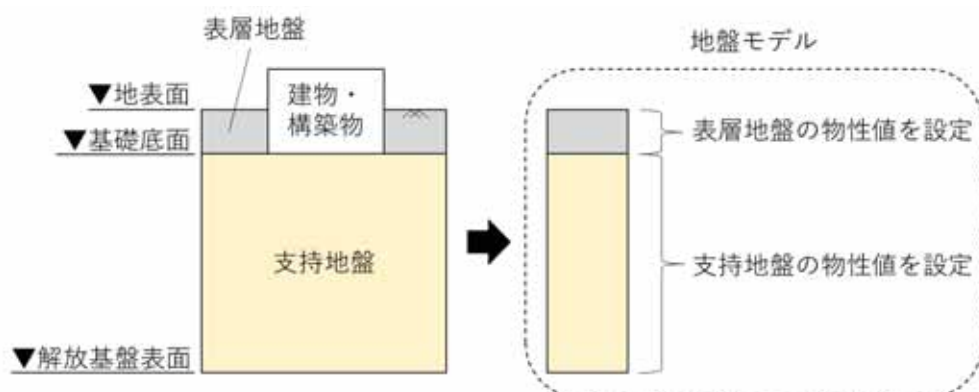 表層地盤
地盤モデル
▼地表面
建物・
構築物
表層地盤の物性値を設定
▼基礎底面
支持地盤
支持地盤の物性値を設定
▼解放基盤表面